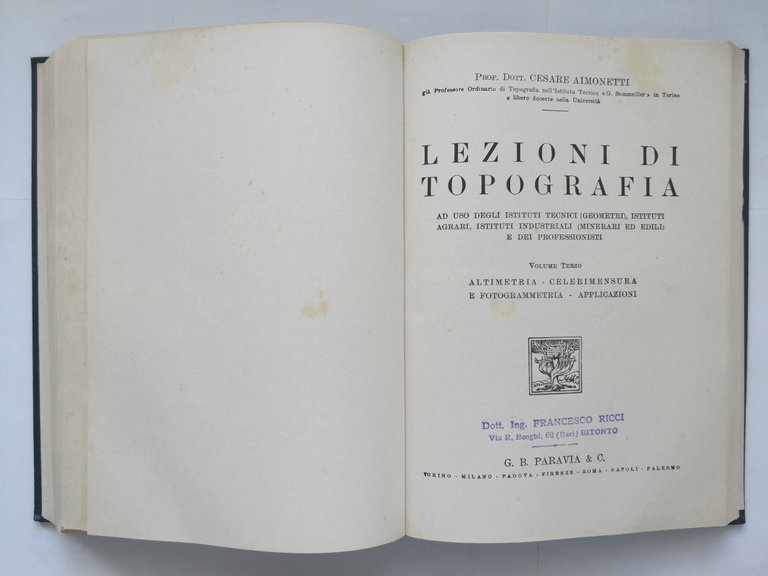 PROF. DOTT. CESARE AIMONETTI
già Professore Ordinario di Topografia nell'Istituto Tecnico «G. Sommeiller» in Torino
e libero docente nella Università
LEZIONI DI
TOPOGRAFIA
AD USO DEGLI ISTITUTI TECNICI (GEOMETRI), ISTITUTI
AGRARI, ISTITUTI INDUSTRIALI (MINERARI ED EDILI)
E DEI PROFESSIONISTI
VOLUME TERZO
ALTIMETRIA - CELERIMENSURA
E FOTOGRAMMETRIA - APPLICAZIONI
Dott. Ing. FRANCESCO RICCI
Via R. Bonghi, 62 (Bari) BITONTO
G. B. PARAVIA & C.
TORINO - MILANO - PADOVA - FIRENZE - ROMA - NAPOLI - PALERMO